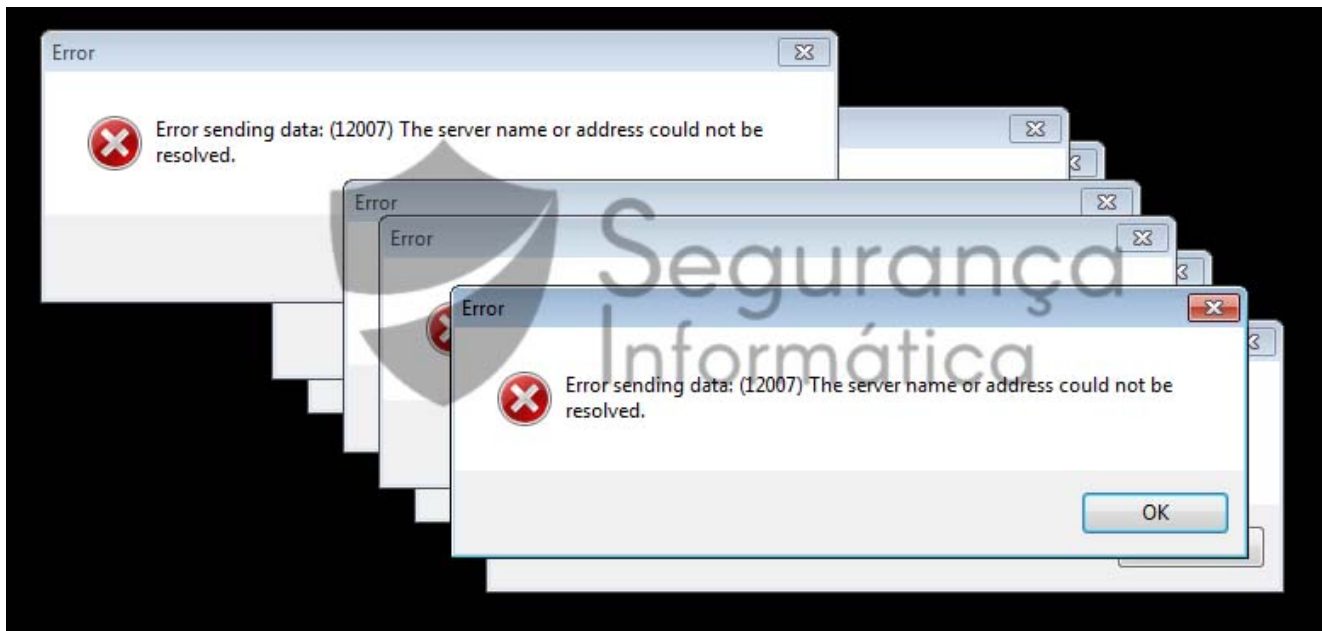 Error
Error sending data: (12007) The server name or address could not be
resolved.
Error
Error
Error
Error sending data: (12007) The server name or address could not be
resolved.
OK
Segurança
Informática